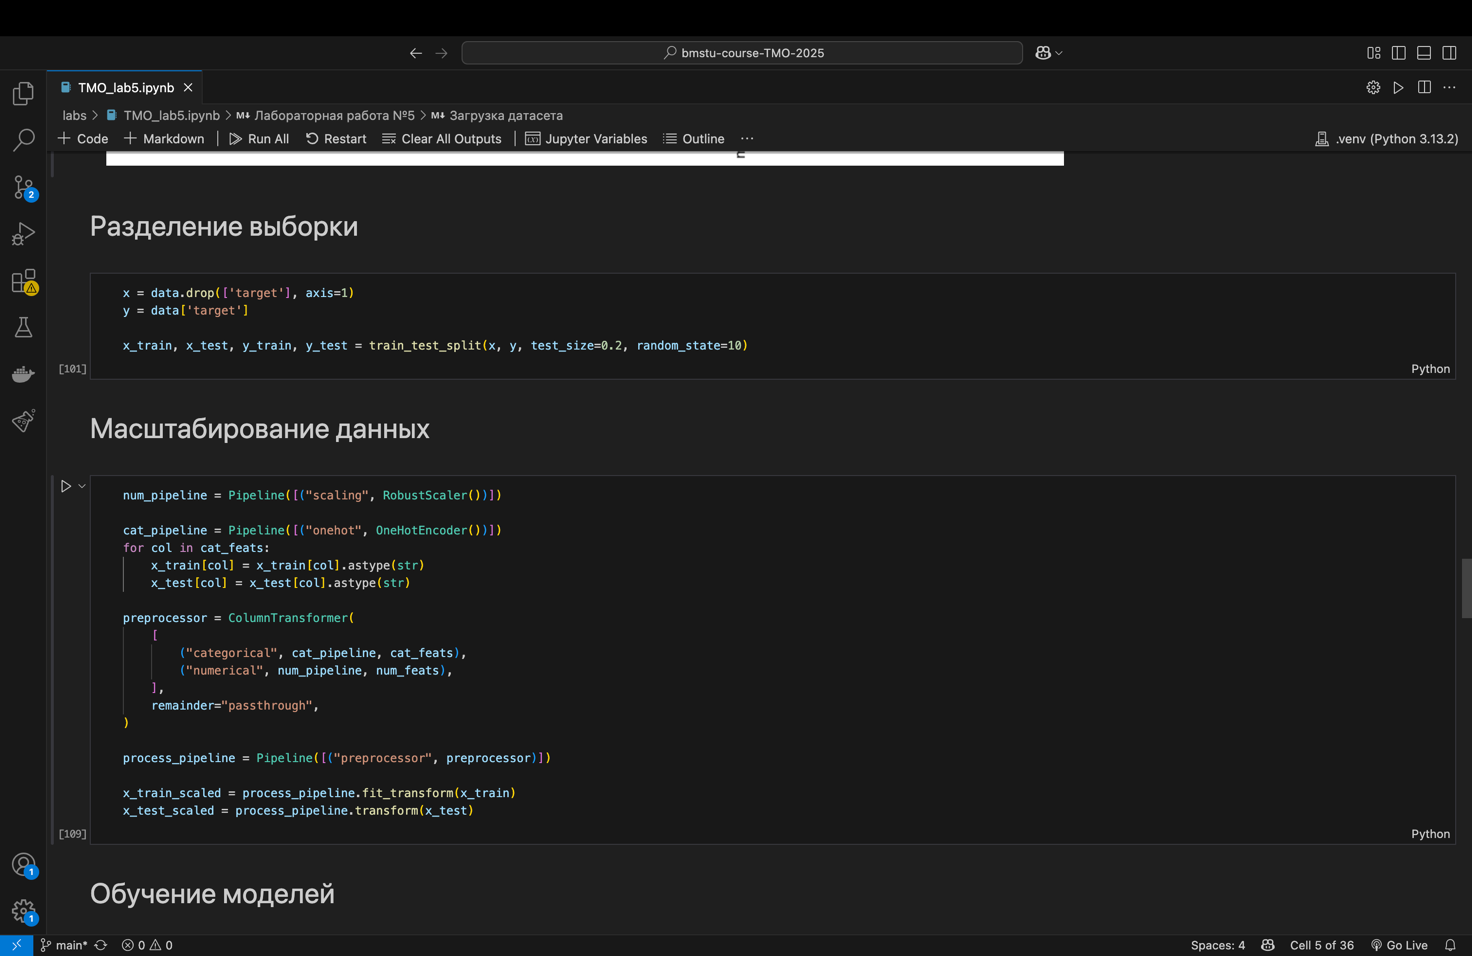 bmstu-course-TMO-2025
TMO_lab5.ipynb
labs > TMO_lab5.ipynb > M↓ Лабораторная работа №5 > M↓ Загрузка датасета
+ Code + Markdown | Run All Restart Clear All Outputs | Jupyter Variables Outline ...
.venv (Python 3.13.2)
2
Разделение выборки
x = data.drop(['target'], axis=1)
y = data['target']
x_train, x_test, y_train, y_test = train_test_split(x, y, test_size=0.2, random_state=10)
[101]
Python
Масштабирование данных
num_pipeline = Pipeline([("scaling", RobustScaler())])
cat_pipeline = Pipeline([("onehot", OneHotEncoder())])
for col in cat_feats:
x_train[col] = x_train[col].astype(str)
x_test[col] = x_test[col].astype(str)
preprocessor = ColumnTransformer(
[
("categorical", cat_pipeline, cat_feats),
("numerical", num_pipeline, num_feats),
],
remainder="passthrough",
)
process_pipeline = Pipeline([("preprocessor", preprocessor)])
x_train_scaled = process_pipeline.fit_transform(x_train)
x_test_scaled = process_pipeline.transform(x_test)
[109]
Python
Обучение моделей
1
1
main* 0 0
Spaces: 4 Cell 5 of 36 Go Live